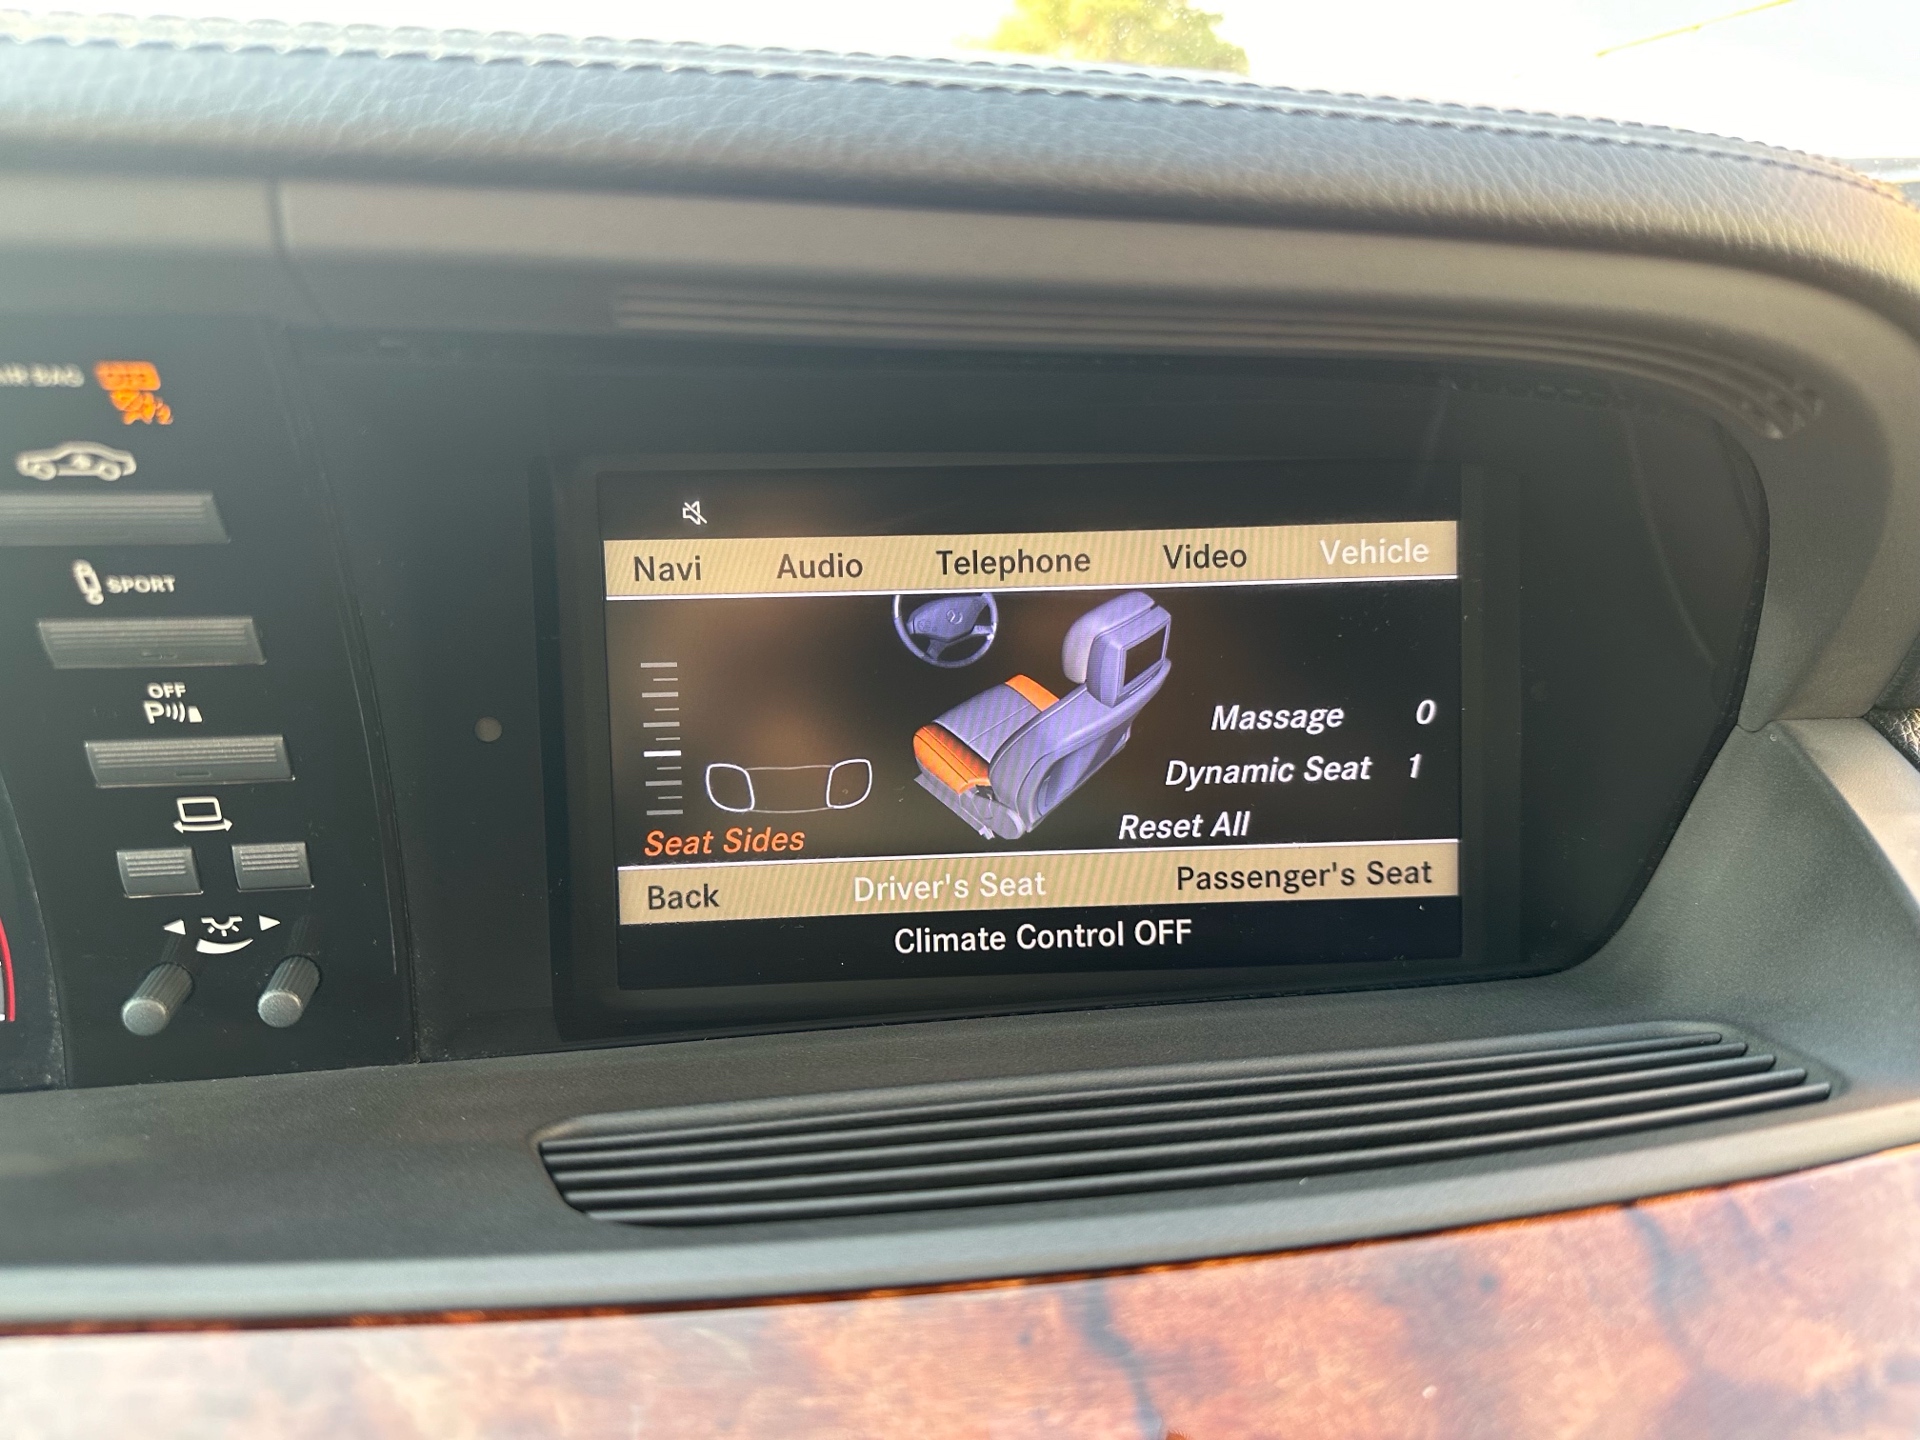 AIR BAG
OFF
SPORT
OFF
P
Navi Audio Telephone Video Vehicle
Massage 0
Dynamic Seat 1
Reset All
Seat Sides
Back Driver's Seat Passenger's Seat
Climate Control OFF